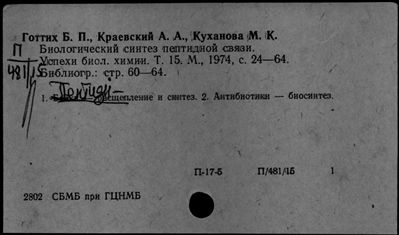 Готтих Б. П., Краевский А. А., Куханова М. К.
П Биологический синтез пептидной связи.
481/15 Успехи биол. химии. Т. 15. М., 1974, с. 24—64.
Библиогр.: стр. 60—64.
Пептиды—
1. расщепление и синтез. 2. Антибиотики — биосинтез.
П-17-5 П/481/15 1
2802 СБМБ при ГЦНМБ